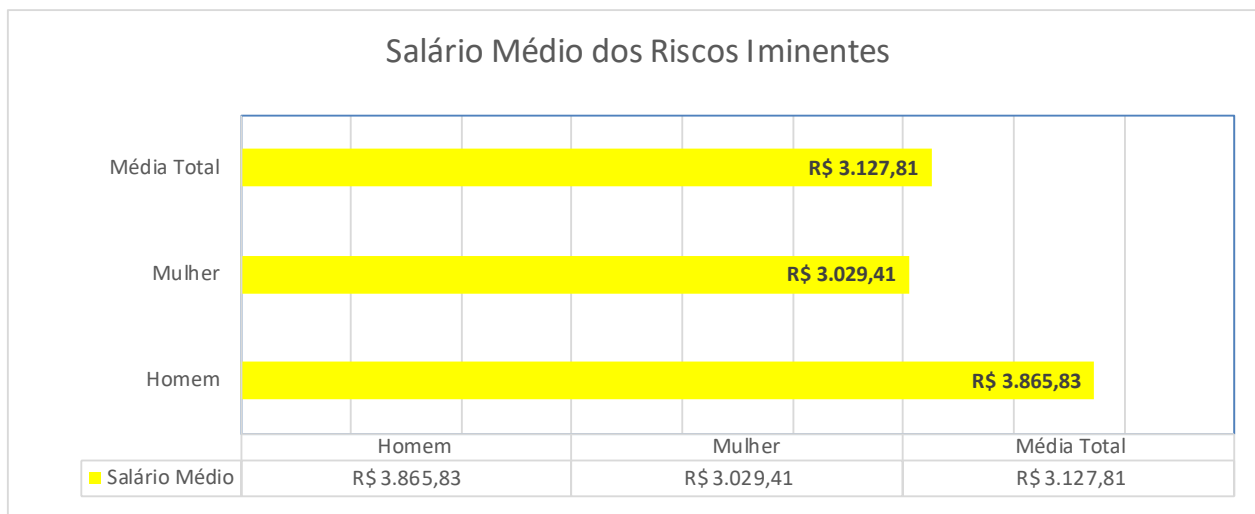 Salário Médio dos Riscos Iminentes
Média Total
R$ 3.127,81
Mulher
R$ 3.029,41
Homem
R$ 3.865,83
Homem Mulher Média Total
Salário Médio R$ 3.865,83 R$ 3.029,41 R$ 3.127,81